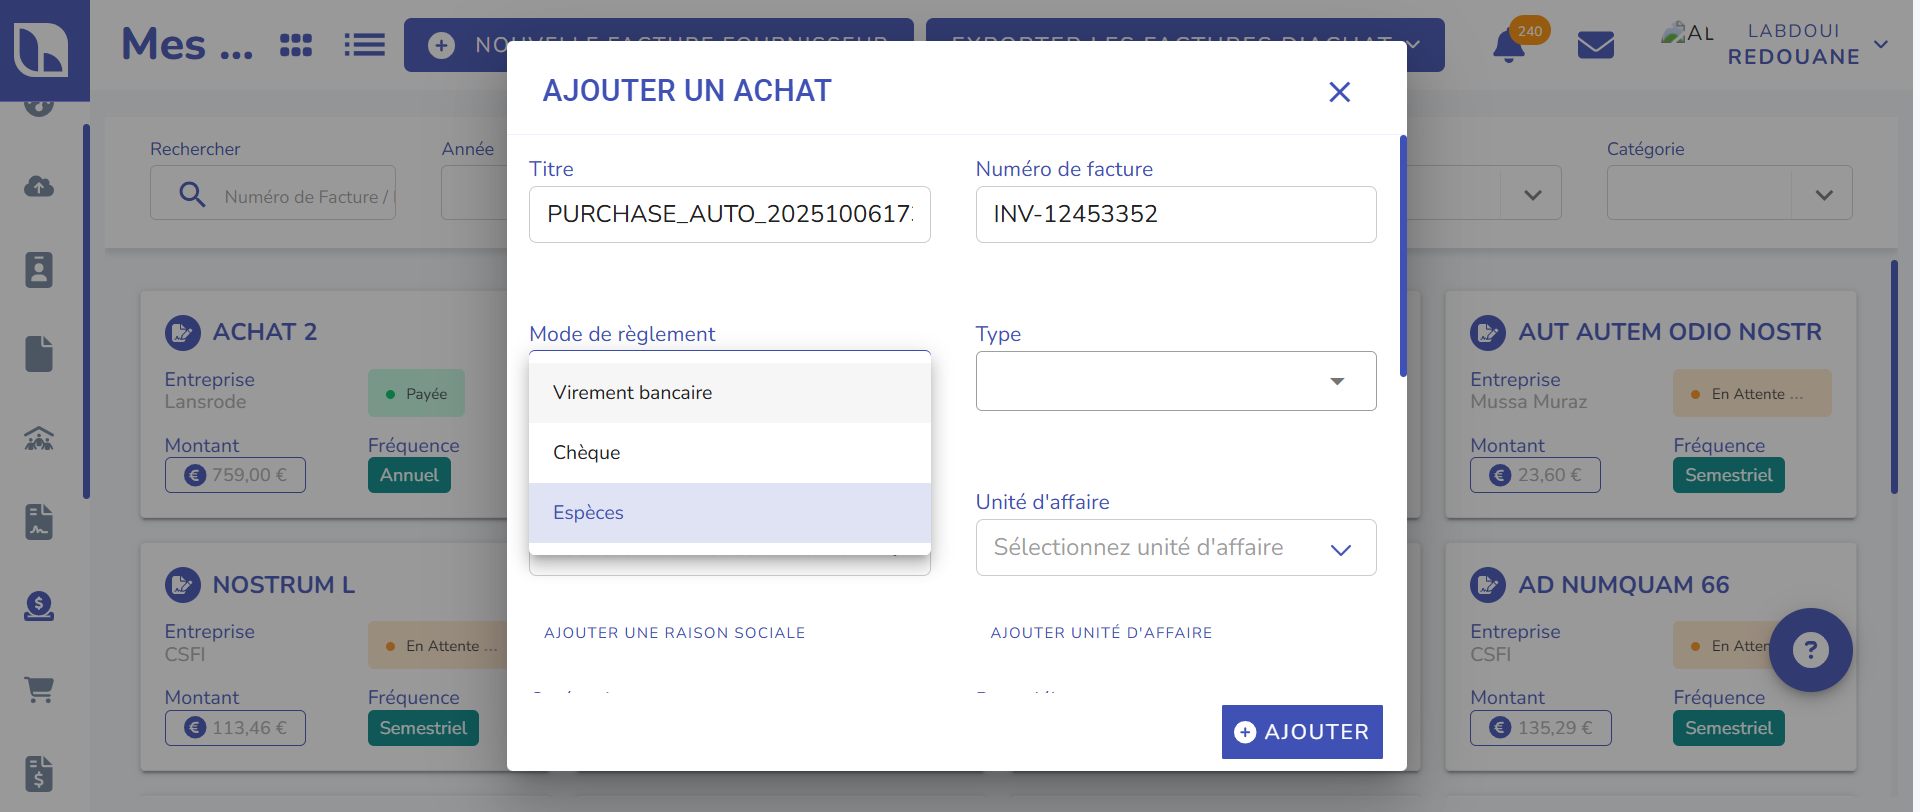 Mes ...
NOUVELLE FACTURE FOURNISSEUR
EXPORTER LES FACTURES D'ACHAT
240
AL
LABDOUI
REDOUANE
AJOUTER UN ACHAT
Rechercher
Numéro de Facture /
Année
Catégorie
Titre
PURCHASE_AUTO_2025100617
Numéro de facture
INV-12453352
Mode de règlement
Virement bancaire
Chèque
Espèces
Type
Unité d'affaire
Sélectionnez unité d'affaire
AJOUTER UNE RAISON SOCIALE
AJOUTER UNITÉ D'AFFAIRE
AJOUTER
ACHAT 2
Entreprise
Lansrode
Payée
Montant
759,00 €
Fréquence
Annuel
AUT AUTEM ODIO NOSTR
Entreprise
Mussa Muraz
En Attente ...
Montant
23,60 €
Fréquence
Semestriel
NOSTRUM L
Entreprise
CSFI
En Attente ...
Montant
113,46 €
Fréquence
Semestriel
AD NUMQUAM 66
Entreprise
CSFI
En Atten
Montant
135,29 €
Fréquence
Semestriel